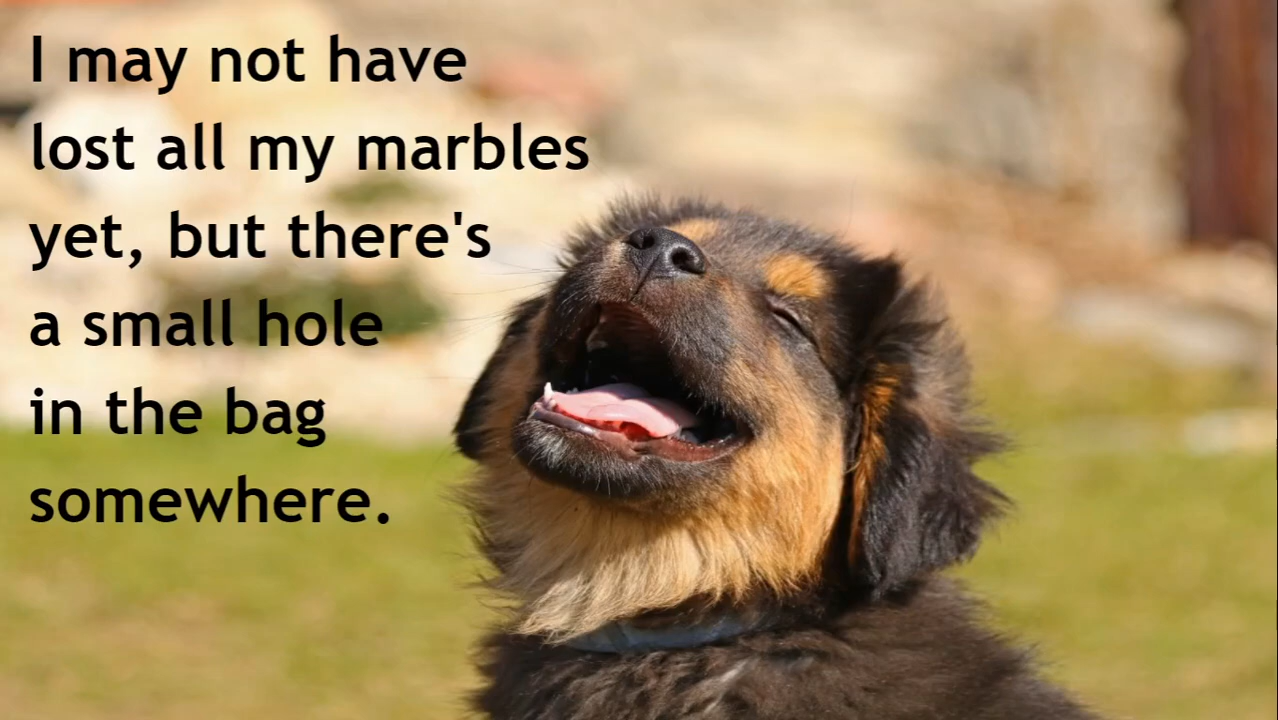 I may not have
lost all my marbles
yet, but there's
a small hole
in the bag
somewhere.